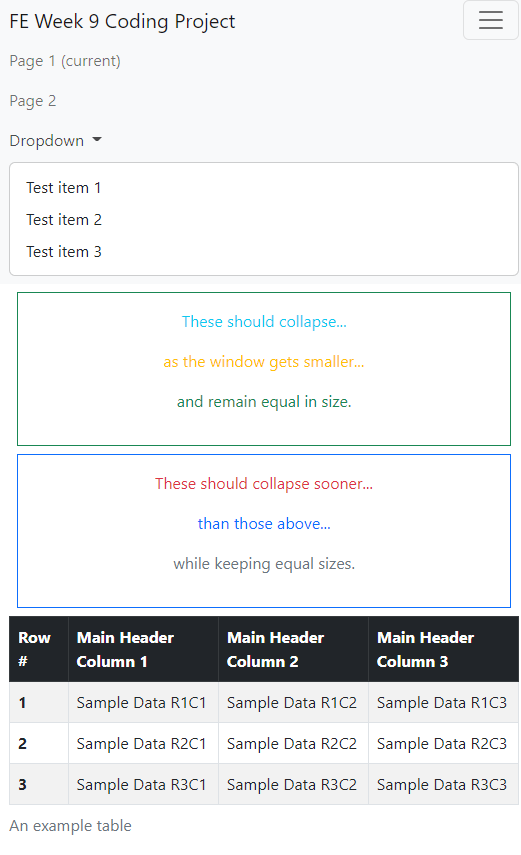 FE Week 9 Coding Project
Page 1 (current)
Page 2
Dropdown
Test item 1
Test item 2
Test item 3
These should collapse...
as the window gets smaller...
and remain equal in size.
These should collapse sooner...
than those above...
while keeping equal sizes.
Row # Main Header Column 1 Main Header Column 2 Main Header Column 3
1 Sample Data R1C1 Sample Data R1C2 Sample Data R1C3
2 Sample Data R2C1 Sample Data R2C2 Sample Data R2C3
3 Sample Data R3C1 Sample Data R3C2 Sample Data R3C3
An example table